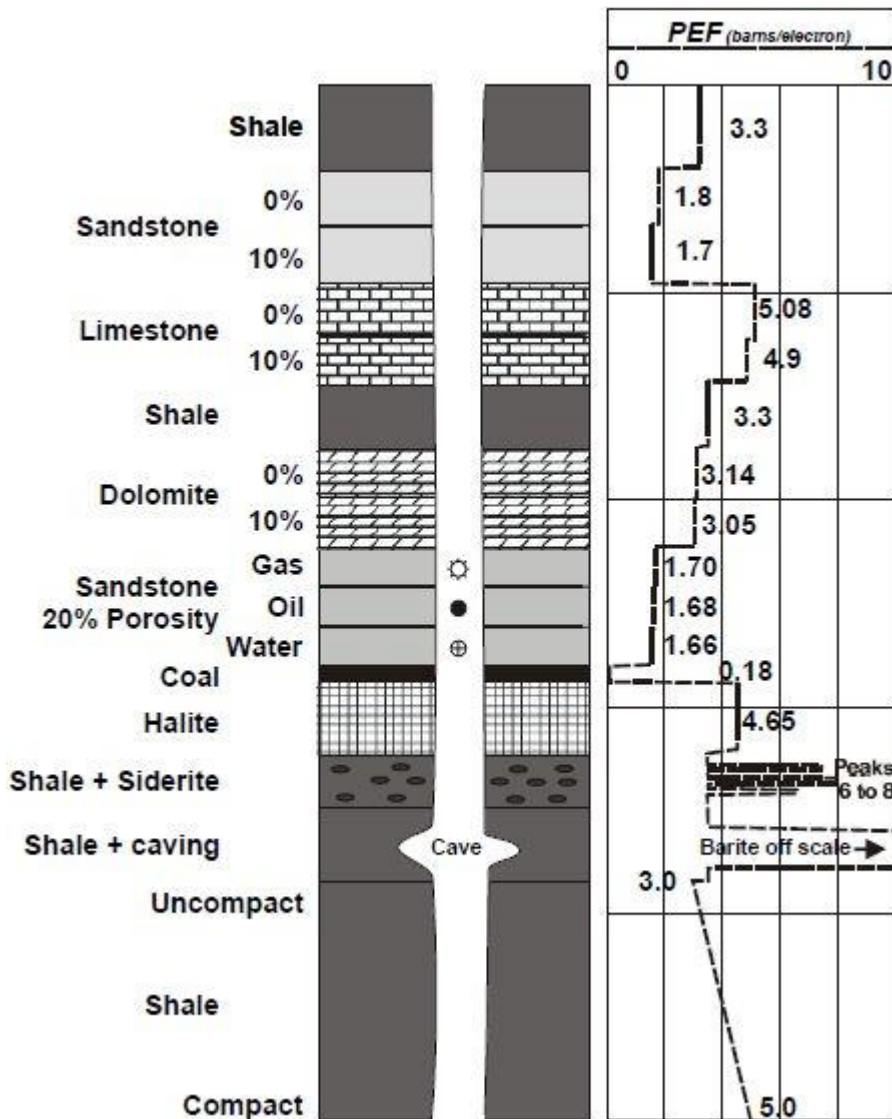 PEF (barns/electron)
0 10
Shale 3.3
0% 1.8
Sandstone
10% 1.7
0% 5.08
Limestone
10% 4.9
Shale 3.3
0% 3.14
Dolomite
10% 3.05
Gas 1.70
Sandstone
20% Porosity
Oil 1.68
Water 1.66
Coal 0.18
Halite 4.65
Shale + Siderite Peaks
6 to 8
Shale + caving Cave Barite off scale
3.0
Uncompact
Shale
Compact 5.0